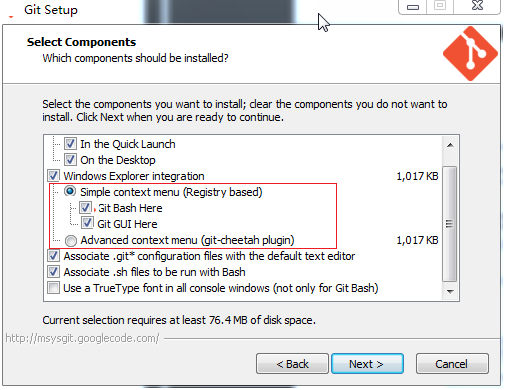 Git Setup
Select Components
Which components should be installed?
Select the components you want to install; clear the components you do not want to
install. Click Next when you are ready to continue.
In the Quick Launch
On the Desktop
Windows Explorer integration 1,017 KB
Simple context menu (Registry based)
Git Bash Here
Git GUI Here
Advanced context menu (git-cheetah plugin) 1,017 KB
Associate .git* configuration files with the default text editor
Associate .sh files to be run with Bash
Use a TrueType font in all console windows (not only for Git Bash)
Current selection requires at least 76.4 MB of disk space.
http://msysgit.googlecode.com/
< Back Next > Cancel